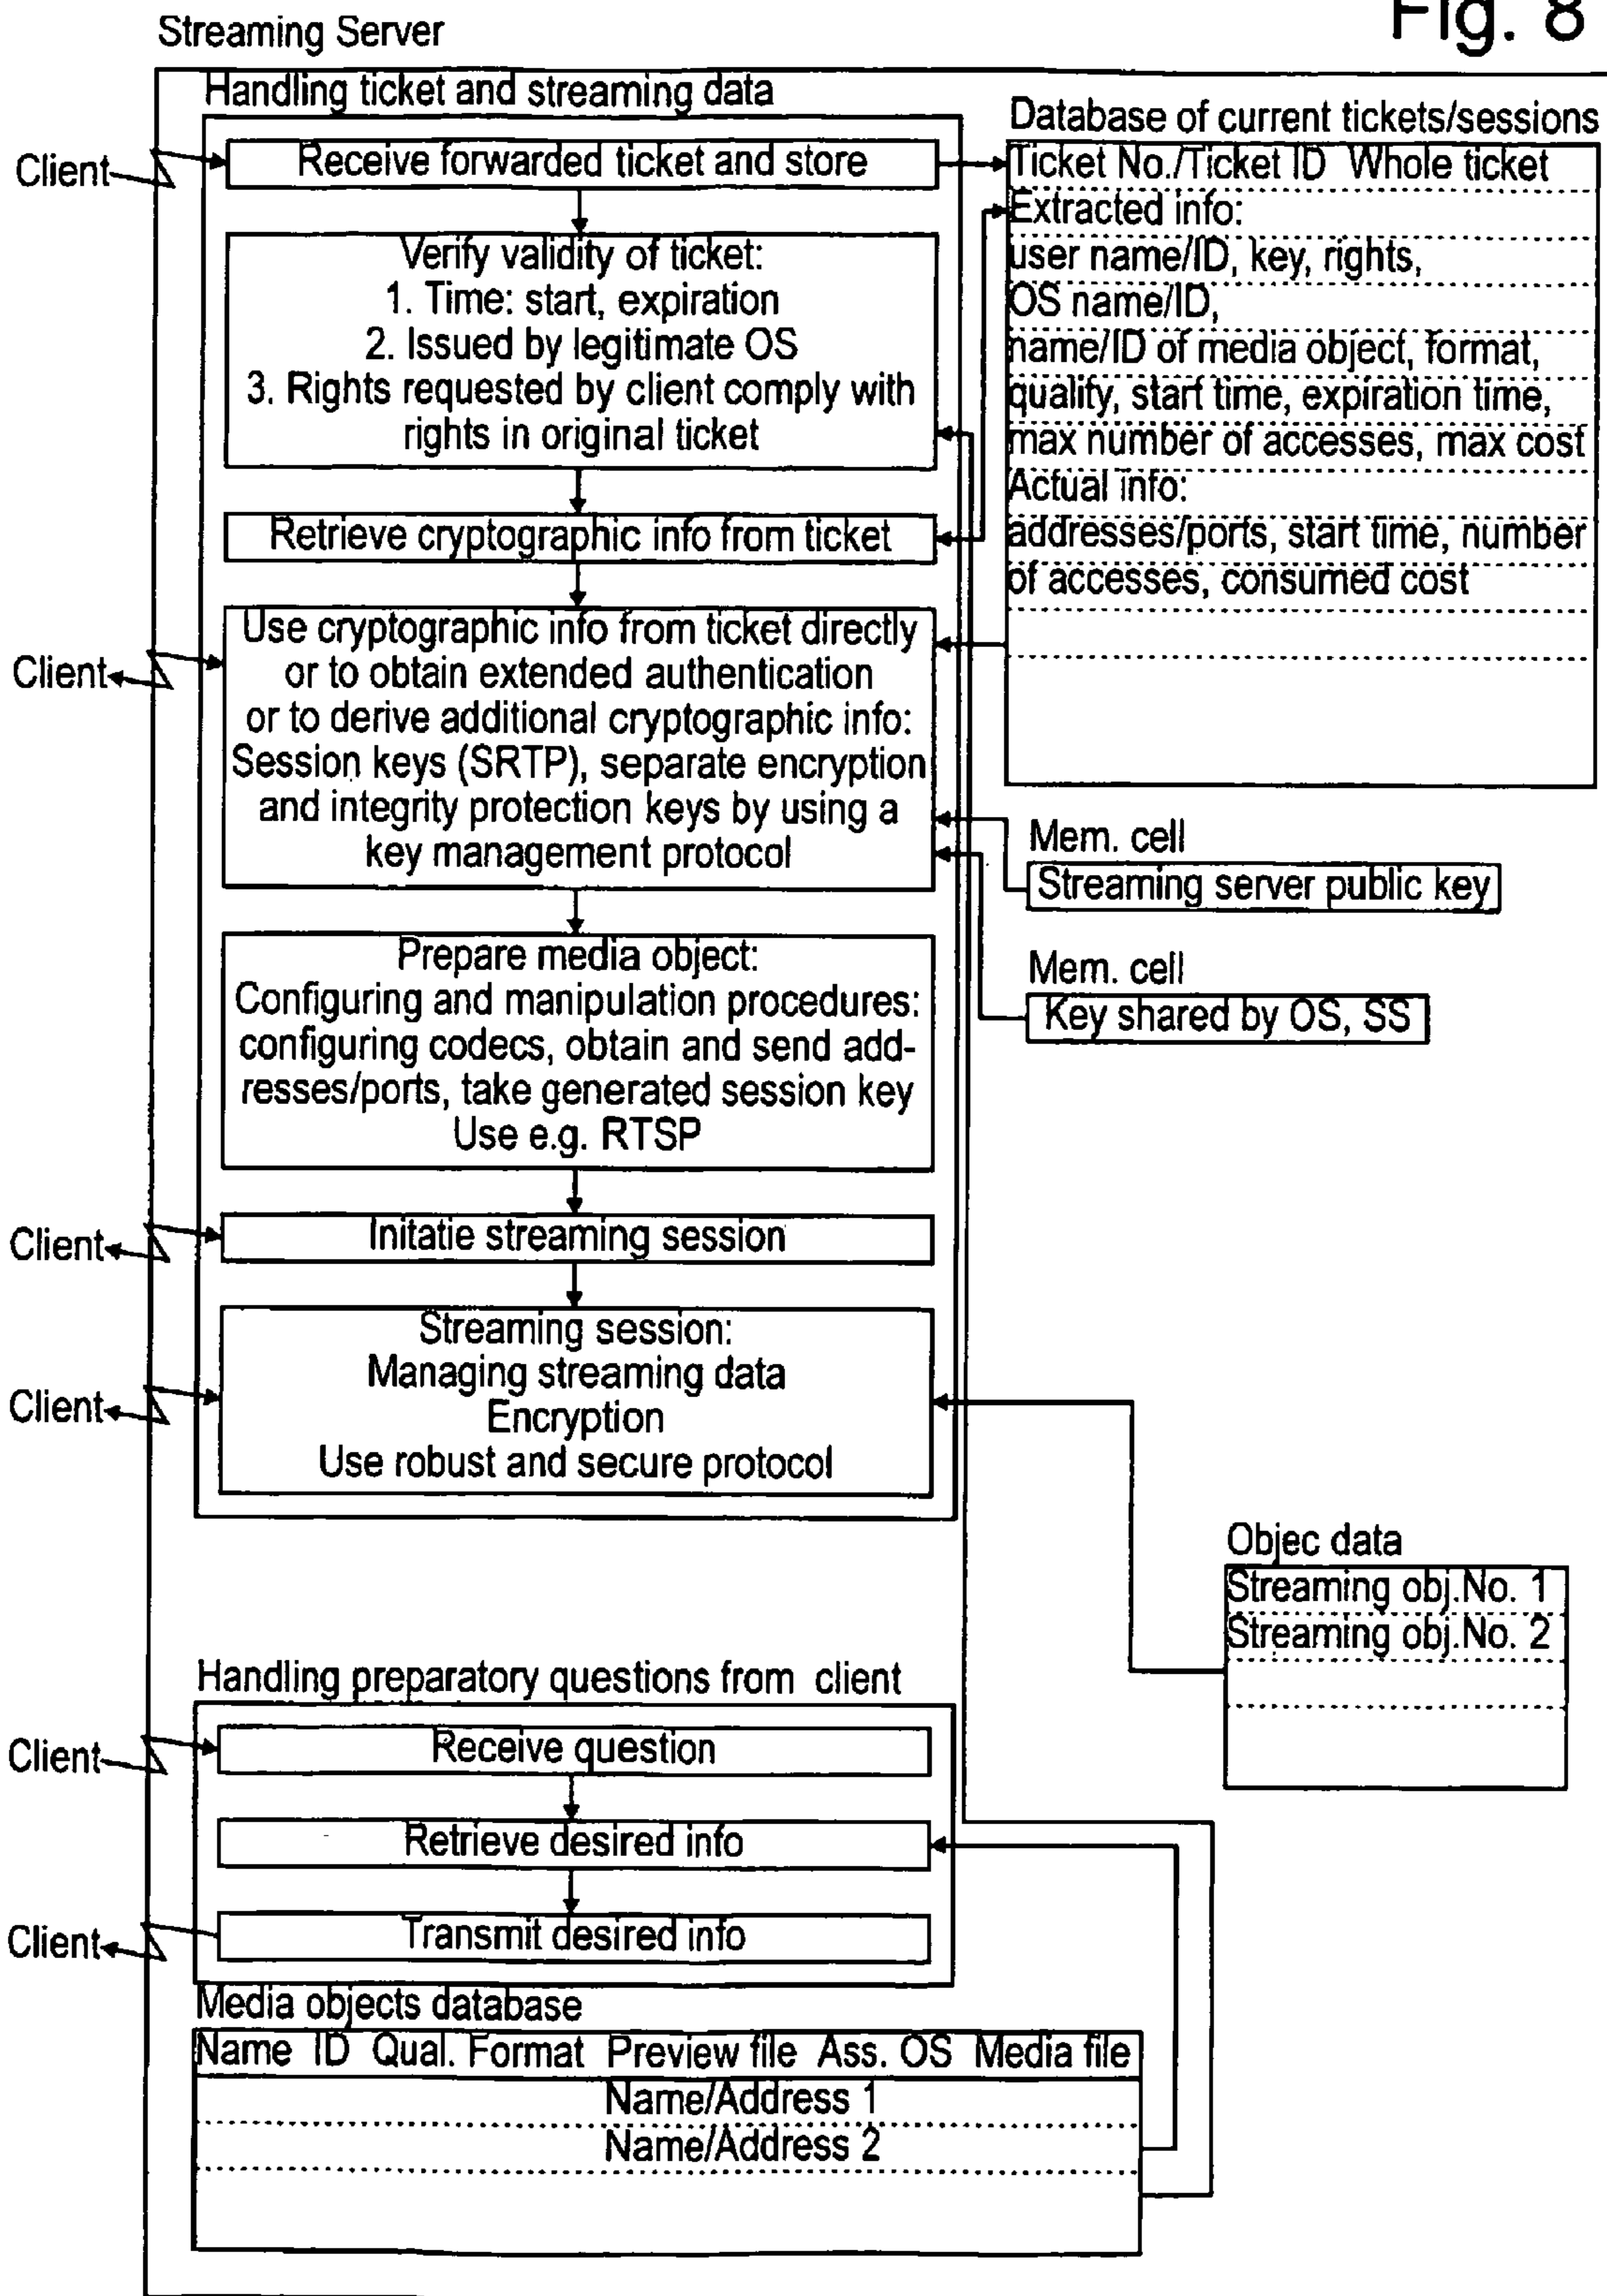 Fig. 8
Streaming Server
Handling ticket and streaming data
Client
Receive forwarded ticket and store
Verify validity of ticket:
1. Time: start, expiration
2. Issued by legitimate OS
3. Rights requested by client comply with
rights in original ticket
Retrieve cryptographic info from ticket
Client
Use cryptographic info from ticket directly
or to obtain extended authentication
or to derive additional cryptographic info:
Session keys (SRTP), separate encryption
and integrity protection keys by using a
key management protocol
Prepare media object:
Configuring and manipulation procedures:
configuring codecs, obtain and send add-
resses/ports, take generated session key
Use e.g. RTSP
Client
Initatie streaming session
Client
Streaming session:
Managing streaming data
Encryption
Use robust and secure protocol
Database of current tickets/sessions
Ticket No./Ticket ID Whole ticket
Extracted info:
user name/ID, key, rights,
OS name/ID,
name/ID of media object, format,
quality, start time, expiration time,
max number of accesses, max cost
Actual info:
addresses/ports, start time, number
of accesses, consumed cost
Mem. cell
Streaming server public key
Mem. cell
Key shared by OS, SS
Objec data
Streaming obj.No. 1
Streaming obj.No. 2
Handling preparatory questions from client
Client
Receive question
Retrieve desired info
Client
Transmit desired info
Media objects database
Name ID Qual. Format Preview file Ass. OS Media file
Name/Address 1
Name/Address 2